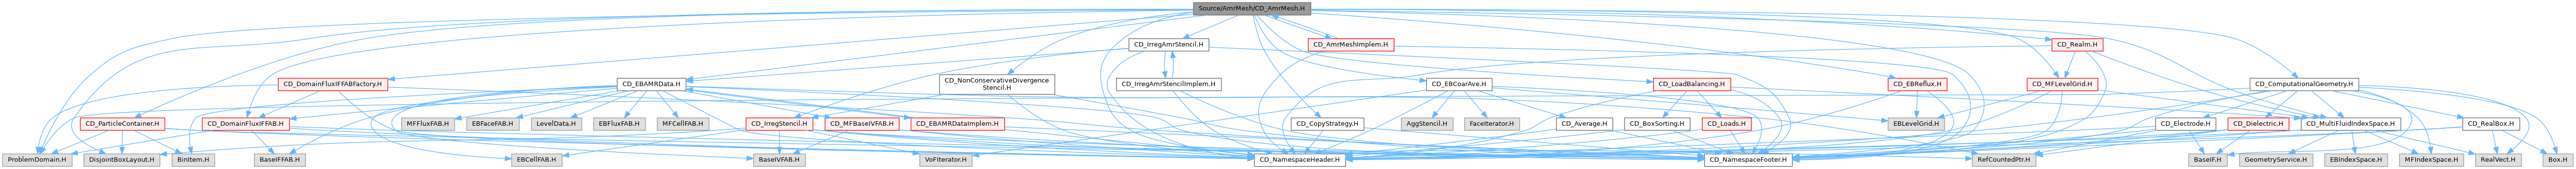 Source/AmrMesh/CD_AmrMesh.H
CD_IrregAmrStencil.H
CD_AmrMeshImplem.H
CD_Realm.H
CD_DomainFluxIFFABFactory.H
CD_EBAMRData.H
CD_NonConservativeDivergence
Stencil.H
CD_IrregAmrStencilImplem.H
CD_EBCoarAve.H
CD_LoadBalancing.H
CD_EBReflux.H
CD_MFLevelGrid.H
CD_ComputationalGeometry.H
CD_ParticleContainer.H
CD_DomainFluxIFFAB.H
MFFluxFAB.H
EBFaceFAB.H
LevelData.H
EBFluxFAB.H
MFCellFAB.H
CD_IrregStencil.H
CD_MFBaseIVFAB.H
CD_EBAMRDataImplem.H
CD_CopyStrategy.H
AggStencil.H
FaceIterator.H
CD_Average.H
CD_BoxSorting.H
CD_Loads.H
EBLevelGrid.H
CD_Electrode.H
CD_Dielectric.H
CD_MultiFluidIndexSpace.H
CD_RealBox.H
ProblemDomain.H
DisjointBoxLayout.H
BinItem.H
BaseIFFAB.H
EBCellFAB.H
BaseIVFAB.H
VoFIterator.H
CD_NamespaceHeader.H
CD_NamespaceFooter.H
RefCountedPtr.H
BaseIF.H
GeometryService.H
EBIndexSpace.H
MFIndexSpace.H
RealVect.H
Box.H